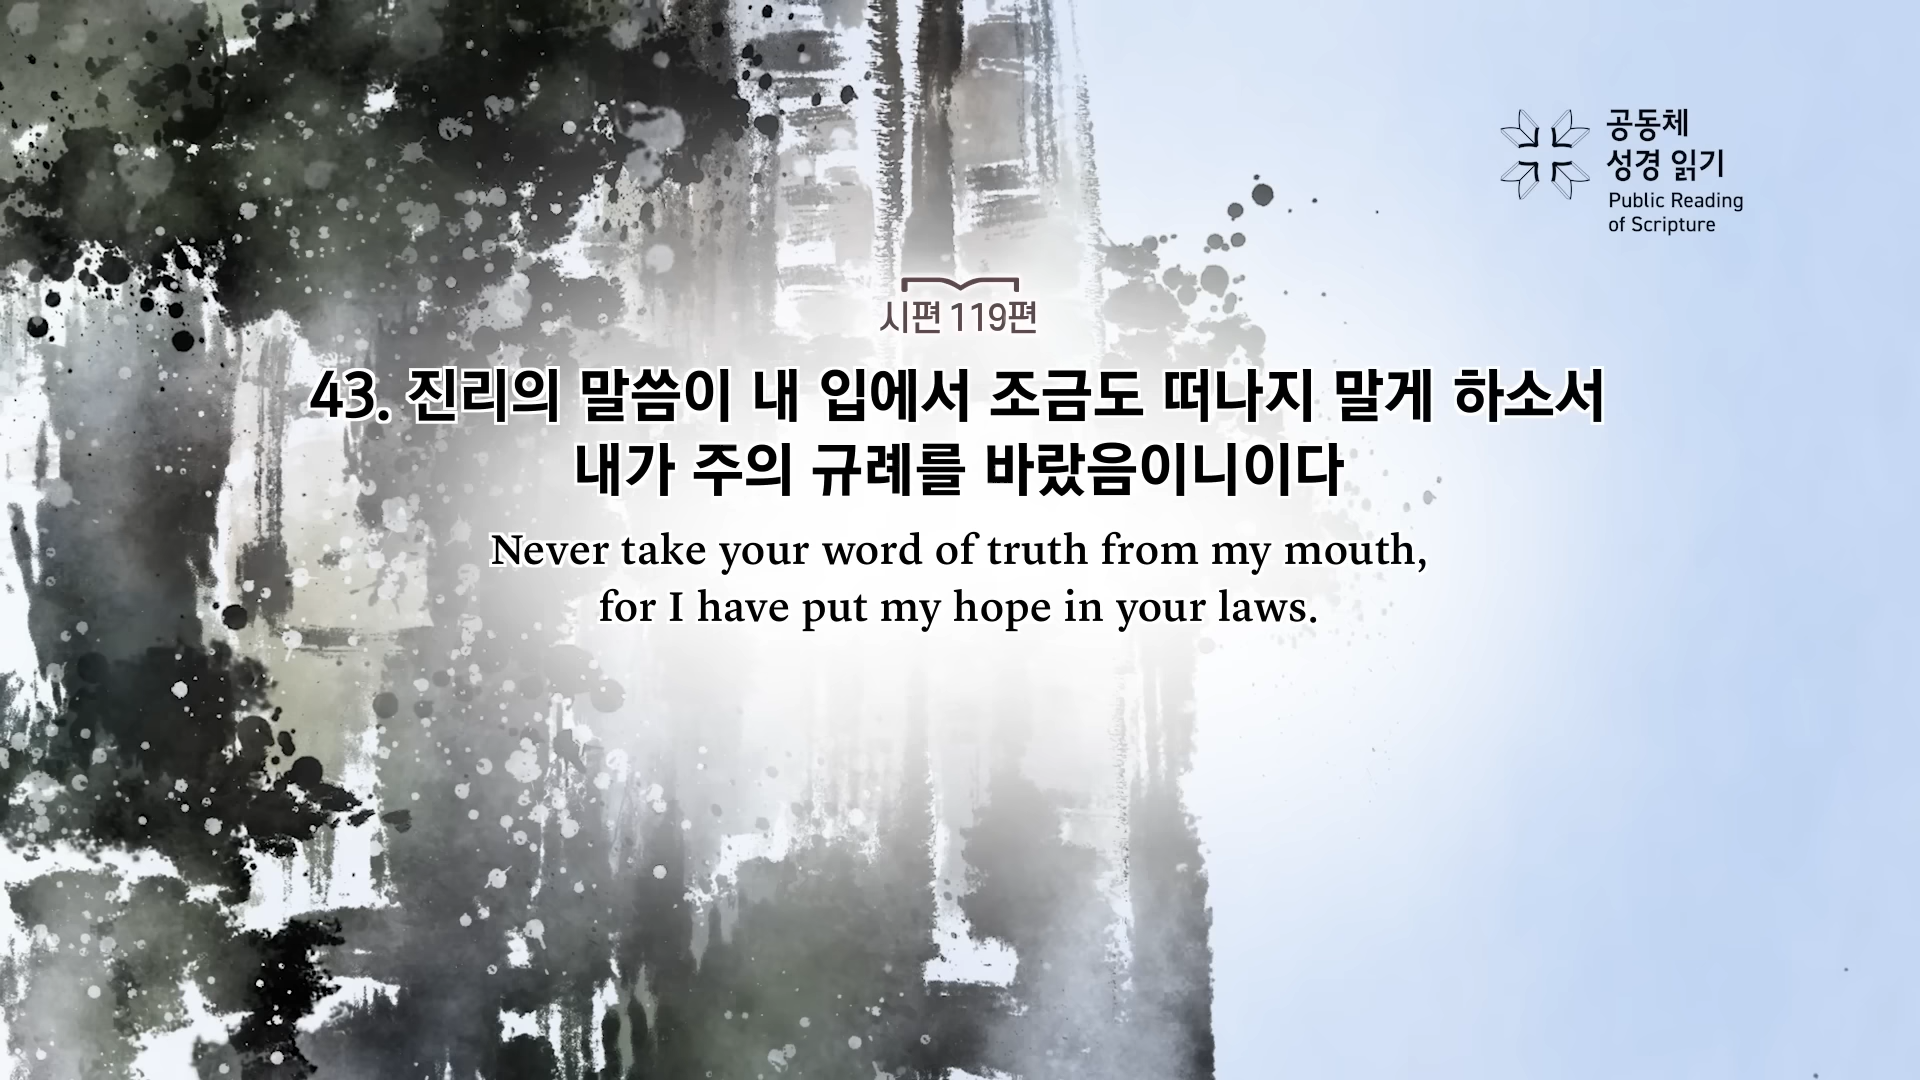 공동체
성경 읽기
Public Reading
of Scripture
시편 119편
43. 진리의 말씀이 내 입에서 조금도 떠나지 말게 하소서
내가 주의 규례를 바랐음이니이다
Never take your word of truth from my mouth,
for I have put my hope in your laws.